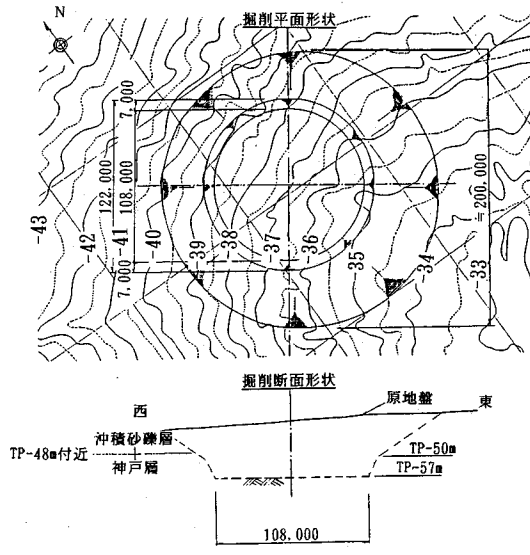 掘削平面形状
N
7.000
122.000
108.000
7.000
≒200.000
-43
-42
-41
-40
-39
-38
-37
-36
-35
-34
-33
掘削断面形状
西
原地盤
東
沖積砂礫層
TP-48m付近
神戸層
TP-50m
TP-57m
108.000